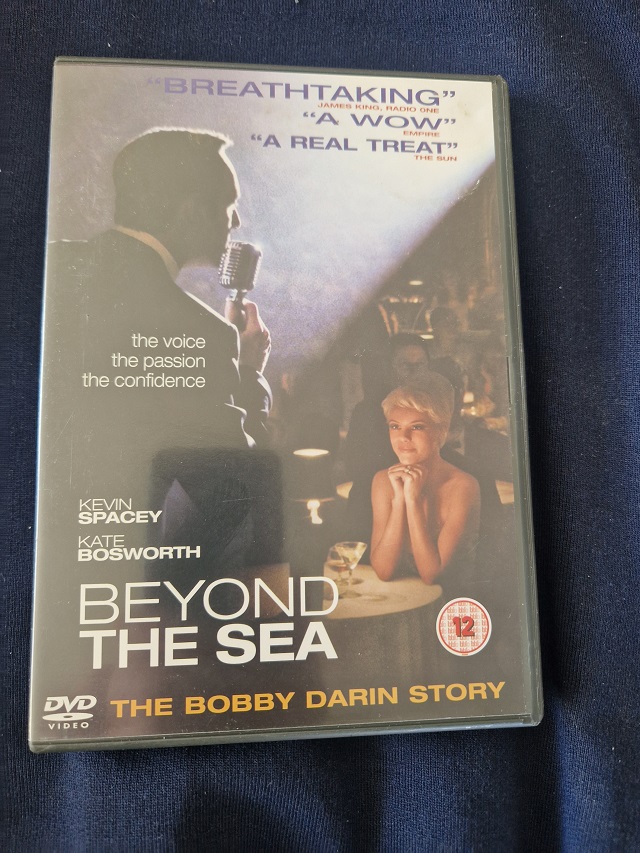 “BREATHTAKING”
JAMES KING, RADIO ONE
“A WOW”
EMPIRE
“A REAL TREAT”
THE SUN
the voice
the passion
the confidence
KEVIN
SPACEY
KATE
BOSWORTH
BEYOND
THE SEA
12
DVD
VIDEO
THE BOBBY DARIN STORY